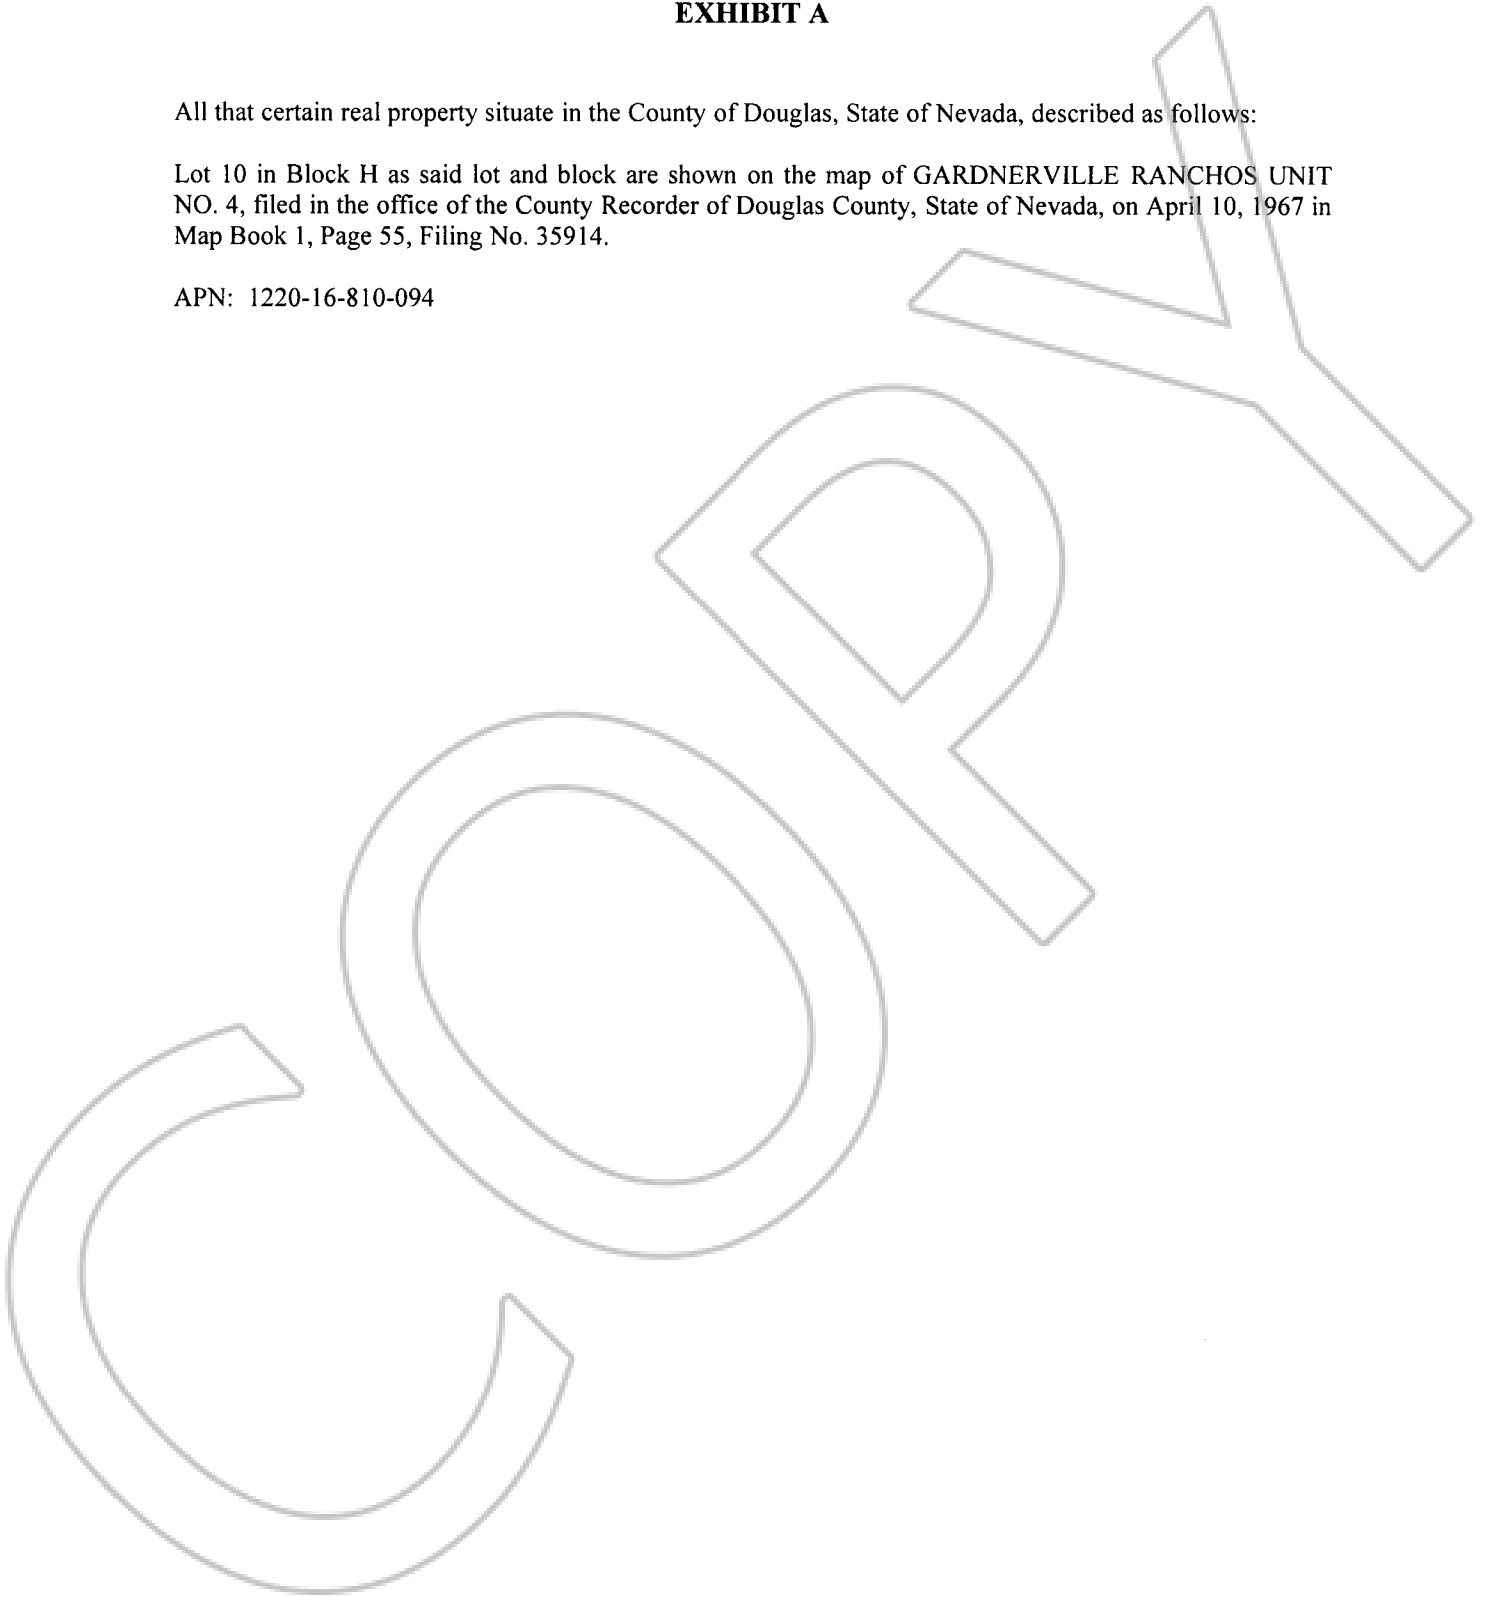 EXHIBIT A
All that certain real property situate in the County of Douglas, State of Nevada, described as follows:
Lot 10 in Block H as said lot and block are shown on the map of GARDNERVILLE RANCHOS UNIT
NO. 4, filed in the office of the County Recorder of Douglas County, State of Nevada, on April 10, 1967 in
Map Book 1, Page 55, Filing No. 35914.
APN: 1220-16-810-094
COPY